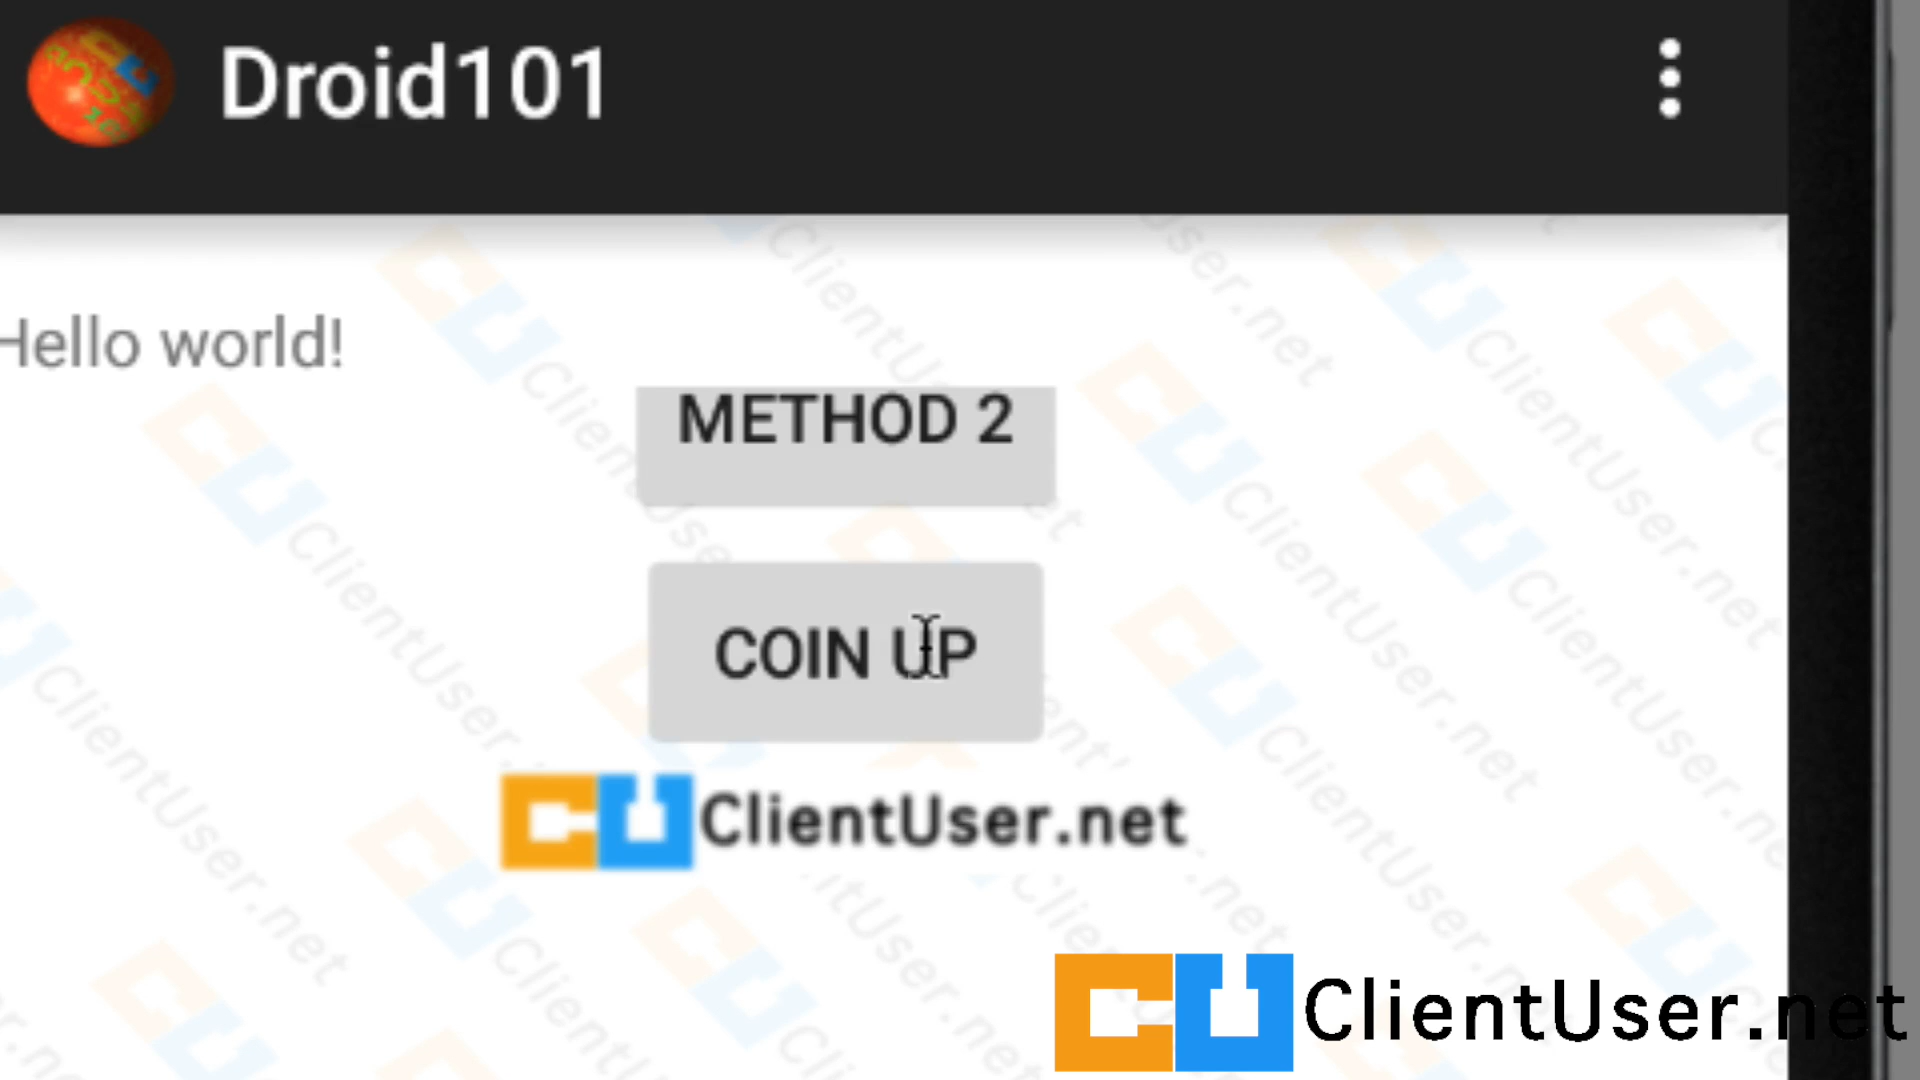 Droid101
Hello world!
METHOD 2
COIN UP
ClientUser.net
ClientUser.net